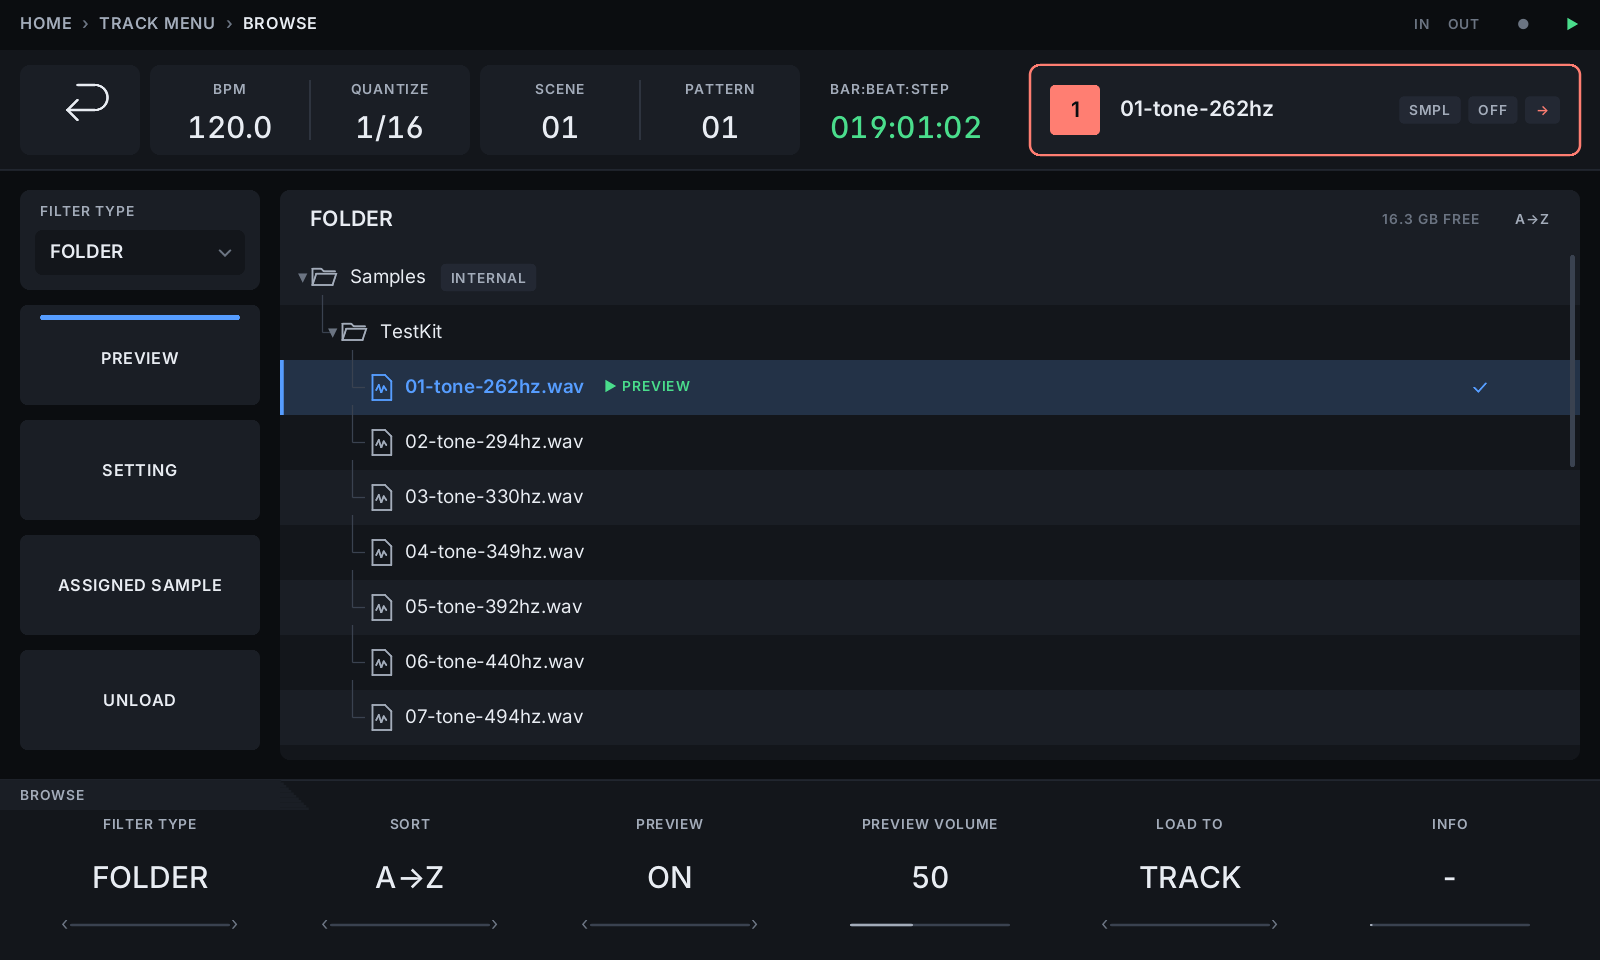 HOME › TRACK MENU › BROWSE
IN OUT
BPM
120.0
QUANTIZE
1/16
SCENE
01
PATTERN
01
BAR:BEAT:STEP
019:01:02
1
01-tone-262hz
SMPL
OFF
→
FILTER TYPE
FOLDER
PREVIEW
SETTING
ASSIGNED SAMPLE
UNLOAD
FOLDER
16.3 GB FREE
A→Z
Samples INTERNAL
TestKit
01-tone-262hz.wav PREVIEW
02-tone-294hz.wav
03-tone-330hz.wav
04-tone-349hz.wav
05-tone-392hz.wav
06-tone-440hz.wav
07-tone-494hz.wav
BROWSE
FILTER TYPE
FOLDER
SORT
A→Z
PREVIEW
ON
PREVIEW VOLUME
50
LOAD TO
TRACK
INFO
-